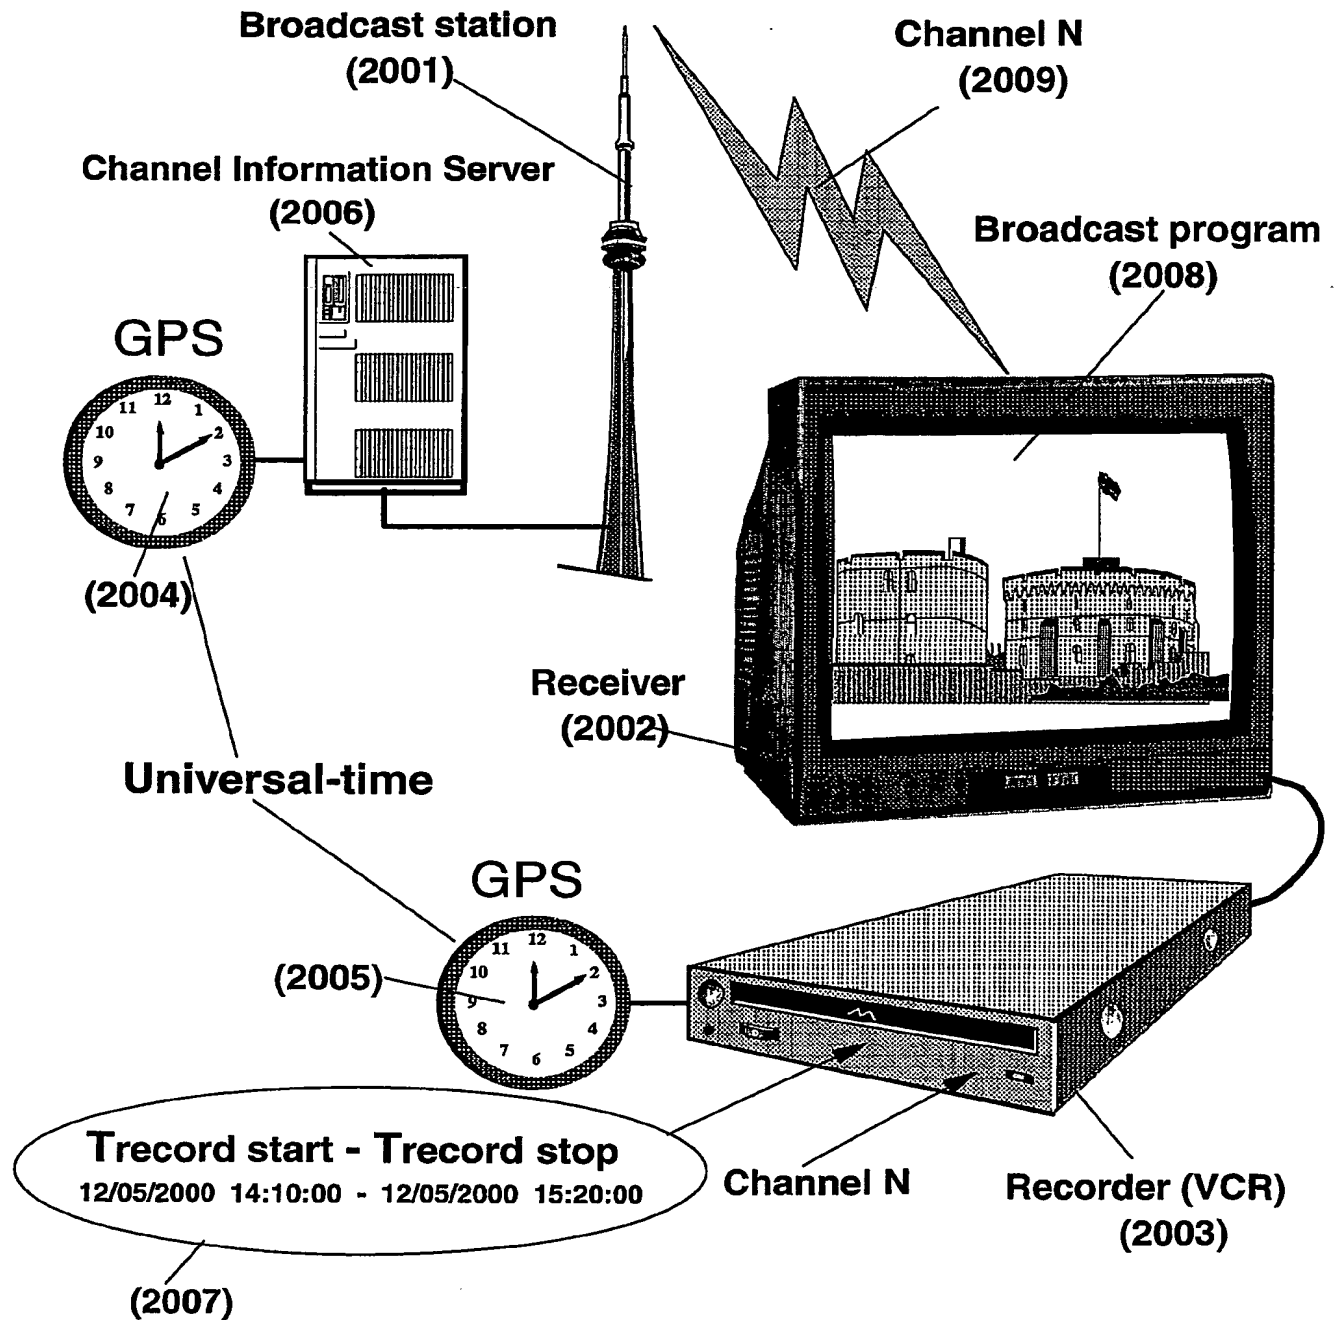 Broadcast station
(2001)
Channel N
(2009)
Channel Information Server
(2006)
Broadcast program
(2008)
GPS
12
11
1
10
2
9
3
8
4
7
5
6
(2004)
Receiver
(2002)
Universal-time
GPS
12
11
1
10
2
9
3
8
4
7
5
6
(2005)
Trecord start - Trecord stop
12/05/2000 14:10:00 - 12/05/2000 15:20:00
Channel N
Recorder (VCR)
(2003)
(2007)